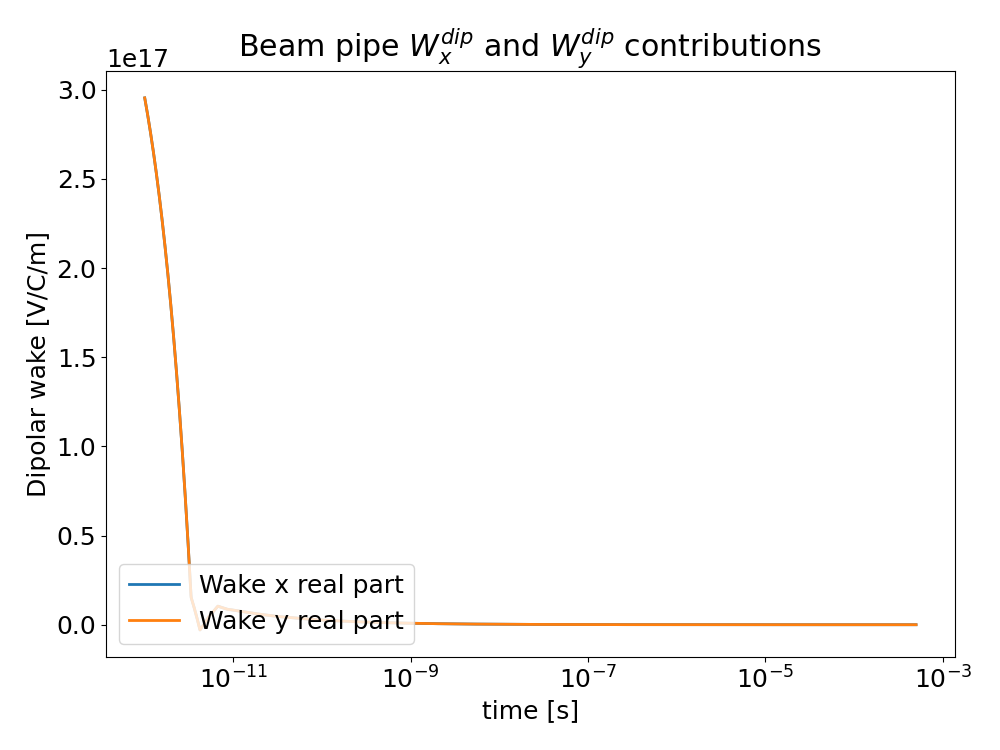 Beam pipe $W_x^{dip}$ and $W_y^{dip}$ contributions
1e17
3.0
2.5
2.0
1.5
1.0
0.5
0.0
Dipolar wake [V/C/m]
Wake x real part
Wake y real part
10⁻¹¹ 10⁻⁹ 10⁻⁷ 10⁻⁵ 10⁻³
time [s]